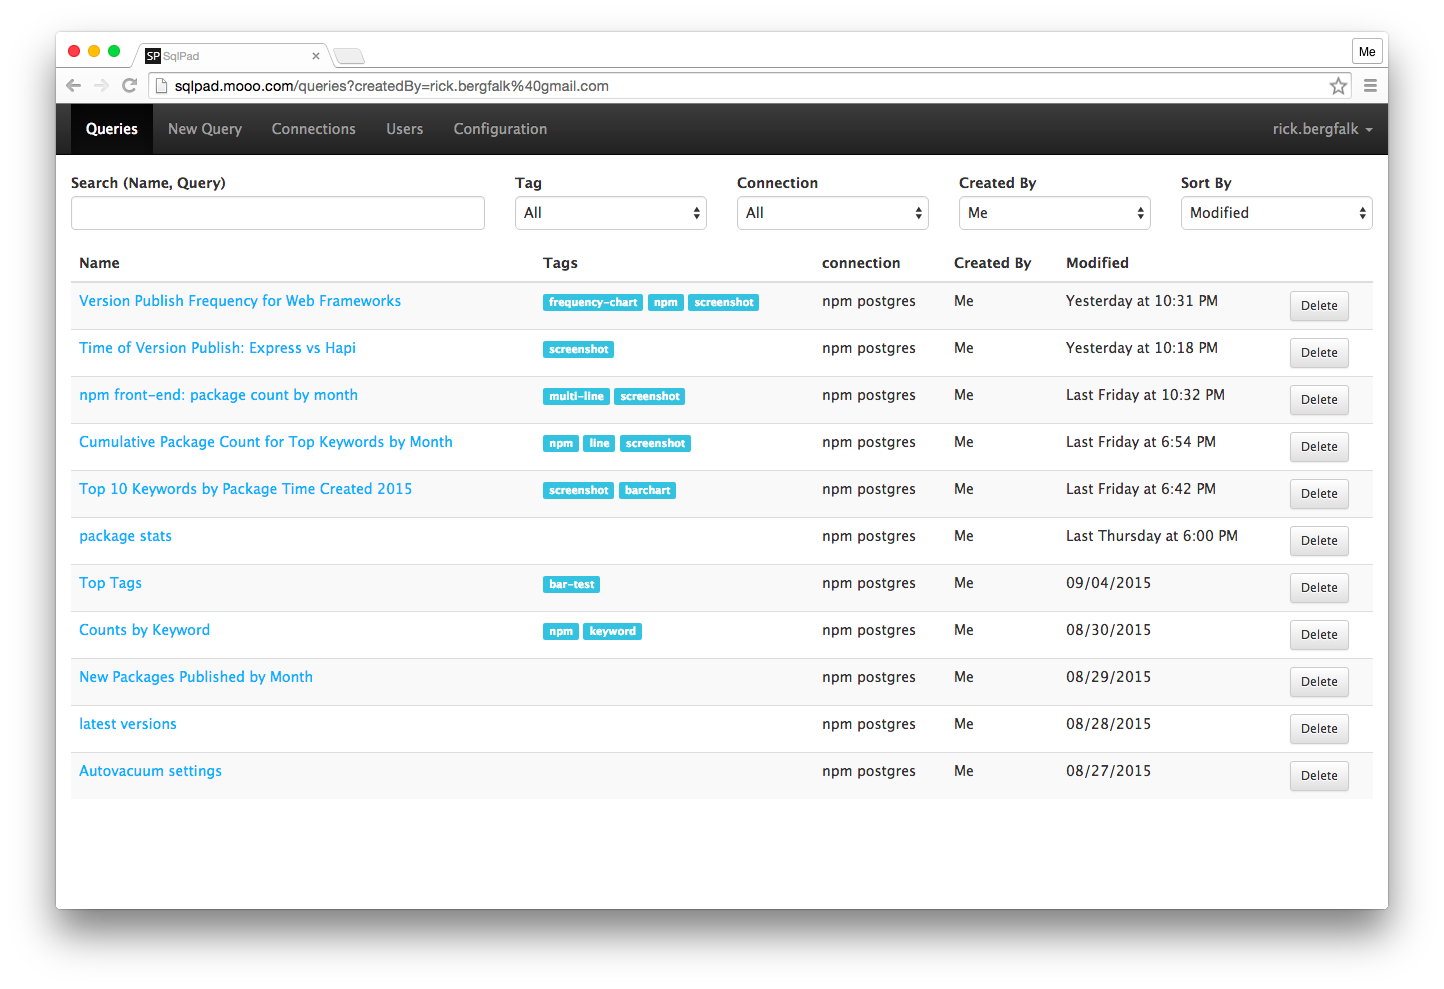 SP SqlPad
Me
sqlpad.mooo.com/queries?createdBy=rick.bergfalk%40gmail.com
Queries New Query Connections Users Configuration rick.bergfalk
Search (Name, Query) Tag Connection Created By Sort By
All All Me Modified
Name Tags connection Created By Modified
Version Publish Frequency for Web Frameworks frequency-chart npm screenshot npm postgres Me Yesterday at 10:31 PM Delete
Time of Version Publish: Express vs Hapi screenshot npm postgres Me Yesterday at 10:18 PM Delete
npm front-end: package count by month multi-line screenshot npm postgres Me Last Friday at 10:32 PM Delete
Cumulative Package Count for Top Keywords by Month npm line screenshot npm postgres Me Last Friday at 6:54 PM Delete
Top 10 Keywords by Package Time Created 2015 screenshot barchart npm postgres Me Last Friday at 6:42 PM Delete
package stats npm postgres Me Last Thursday at 6:00 PM Delete
Top Tags bar-test npm postgres Me 09/04/2015 Delete
Counts by Keyword npm keyword npm postgres Me 08/30/2015 Delete
New Packages Published by Month npm postgres Me 08/29/2015 Delete
latest versions npm postgres Me 08/28/2015 Delete
Autovacuum settings npm postgres Me 08/27/2015 Delete